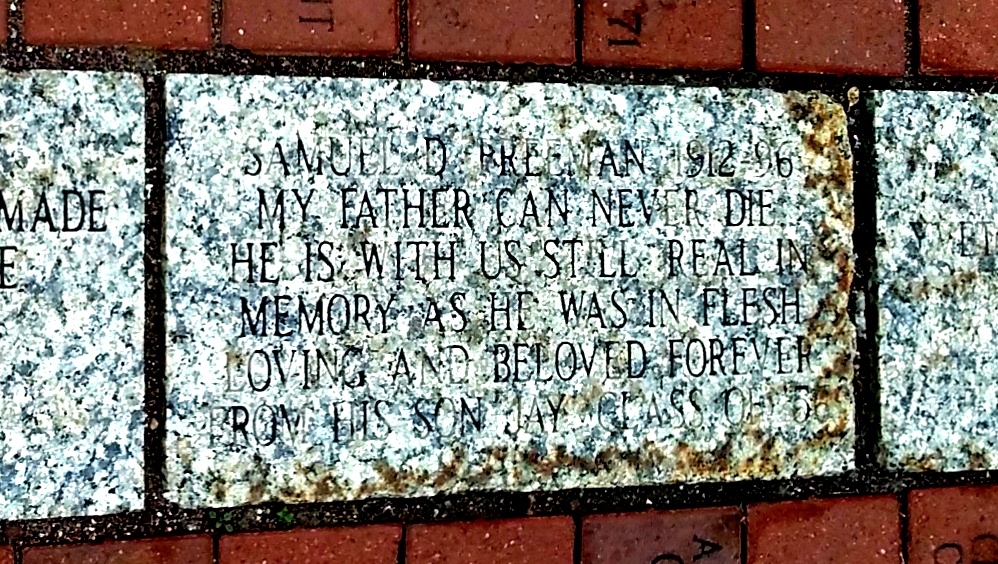 SAMUEL D. FREEMAN 1912-96
MY FATHER CAN NEVER DIE.
HE IS WITH US STILL REAL IN
MEMORY AS HE WAS IN FLESH
LOVING AND BELOVED FOREVER
FROM HIS SON JAY CLASS OF
MADE
71